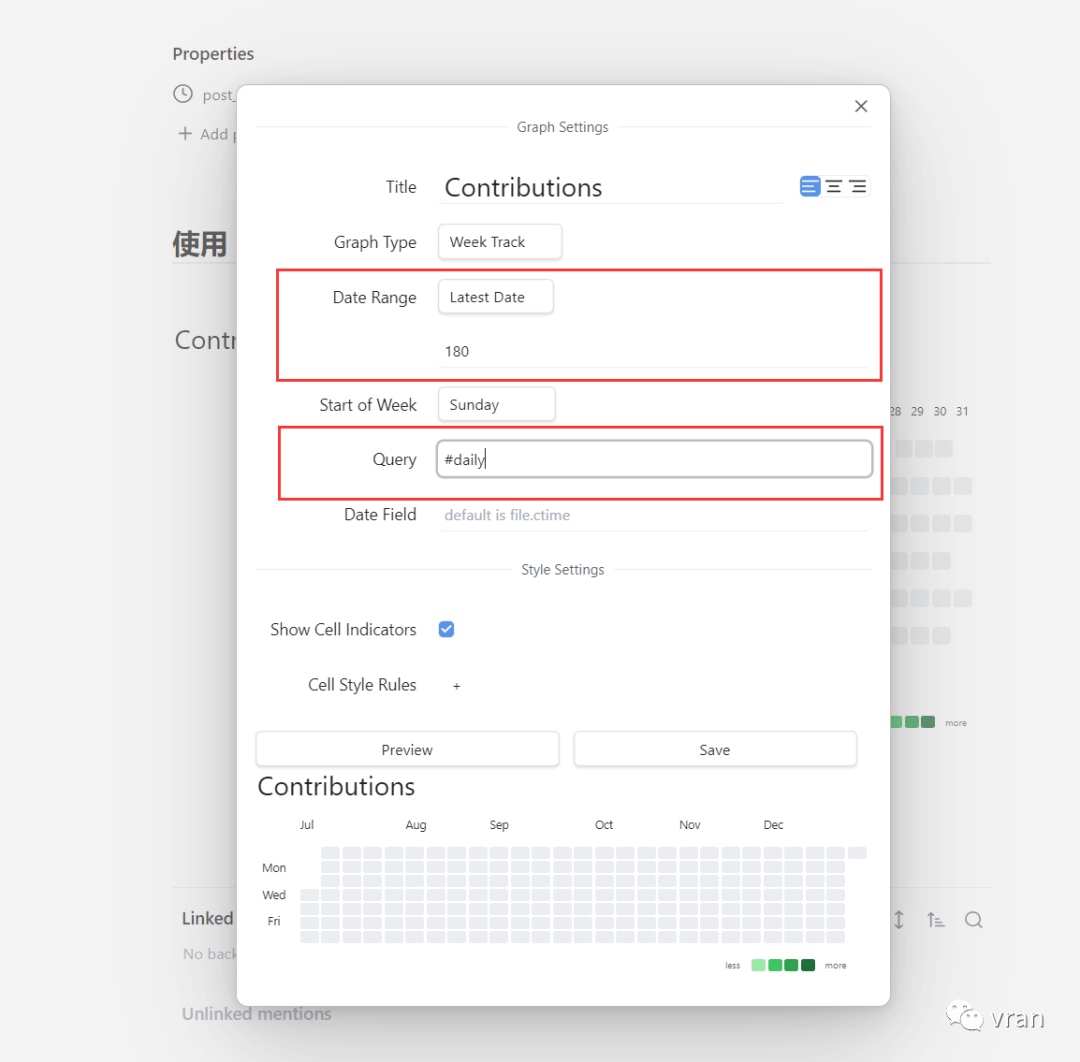 Properties
post_
Add p
Graph Settings
Title Contributions
使用
Graph Type Week Track
Date Range Latest Date
Contr
180
Start of Week Sunday
28 29 30 31
Query #daily
Date Field default is file.ctime
Style Settings
Show Cell Indicators
Cell Style Rules +
more
Preview Save
Contributions
Jul Aug Sep Oct Nov Dec
Mon
Wed
Fri
Linked
No back
less more
Unlinked mentions
vran